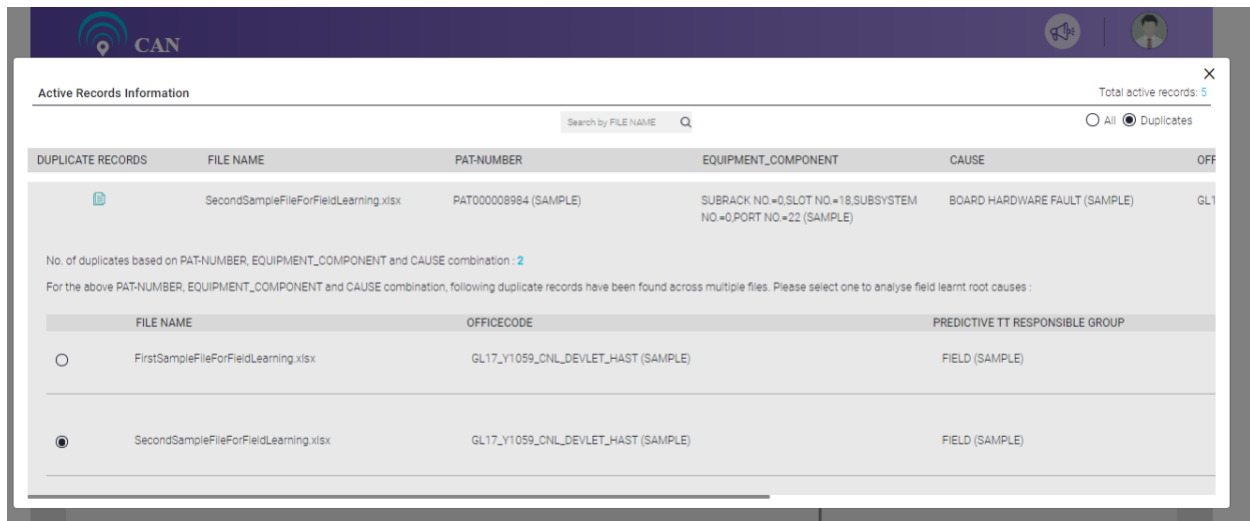 CAN
Active Records Information
Total active records: 5
Search by FILE NAME
All Duplicates
DUPLICATE RECORDS FILE NAME PAT-NUMBER EQUIPMENT_COMPONENT CAUSE OFF
SecondSampleFileForFieldLearning.xlsx PAT000008984 (SAMPLE) SUBRACK NO.=0,SLOT NO.=18,SUBSYSTEM BOARD HARDWARE FAULT (SAMPLE) GL1
NO.=0,PORT NO.=22 (SAMPLE)
No. of duplicates based on PAT-NUMBER, EQUIPMENT_COMPONENT and CAUSE combination : 2
For the above PAT-NUMBER, EQUIPMENT_COMPONENT and CAUSE combination, following duplicate records have been found across multiple files. Please select one to analyse field learnt root causes :
FILE NAME OFFICECODE PREDICTIVE TT RESPONSIBLE GROUP
FirstSampleFileForFieldLearning.xlsx GL17_Y1059_CNL_DEVLET_HAST (SAMPLE) FIELD (SAMPLE)
SecondSampleFileForFieldLearning.xlsx GL17_Y1059_CNL_DEVLET_HAST (SAMPLE) FIELD (SAMPLE)